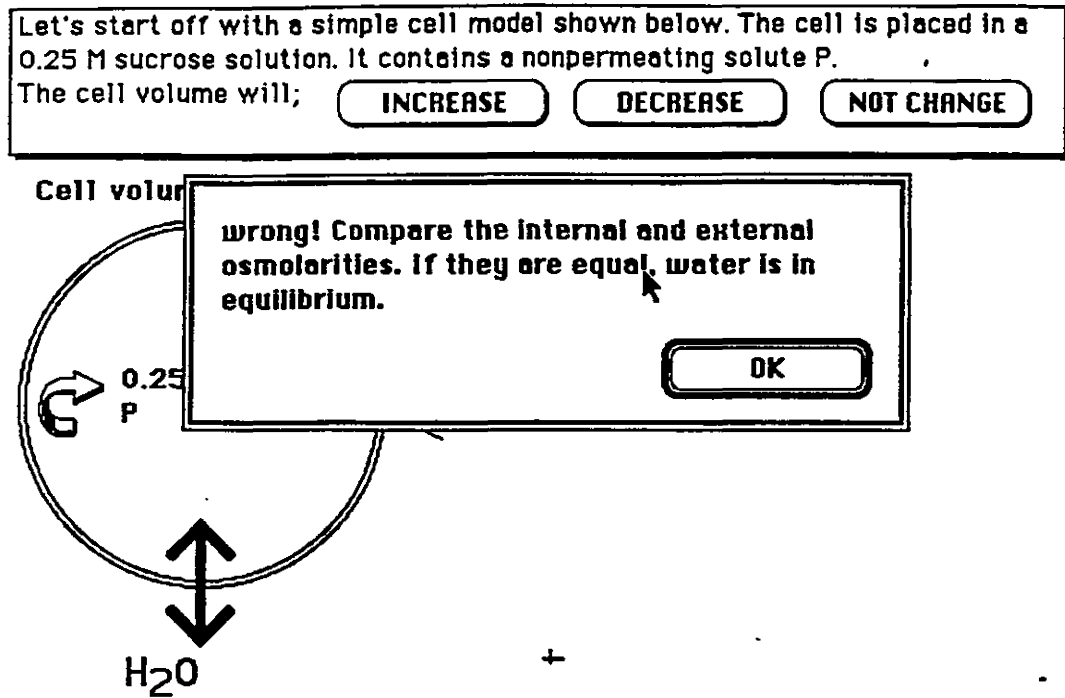 Let's start off with a simple cell model shown below. The cell is placed in a
0.25 M sucrose solution. It contains a nonpermeating solute P.
The cell volume will; INCREASE DECREASE NOT CHANGE
Cell volu
wrong! Compare the internal and external
osmolarities. If they are equal, water is in
equilibrium.
OK
0.25
P
H2O